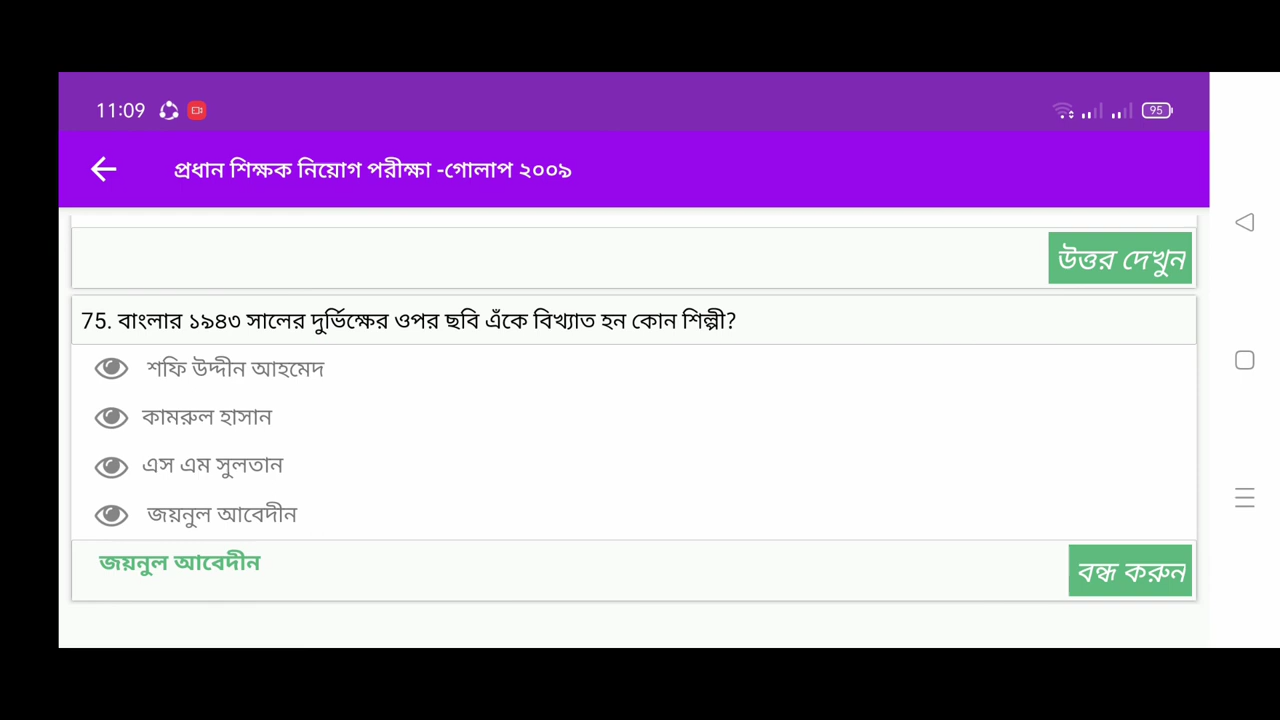 11:09
95
প্রধান শিক্ষক নিয়োগ পরীক্ষা -গোলাপ ২০০৯
উত্তর দেখুন
75. বাংলার ১৯৪৩ সালের দুর্ভিক্ষের ওপর ছবি এঁকে বিখ্যাত হন কোন শিল্পী?
শফি উদ্দীন আহমেদ
কামরুল হাসান
এস এম সুলতান
জয়নুল আবেদীন
জয়নুল আবেদীন
বন্ধ করুন